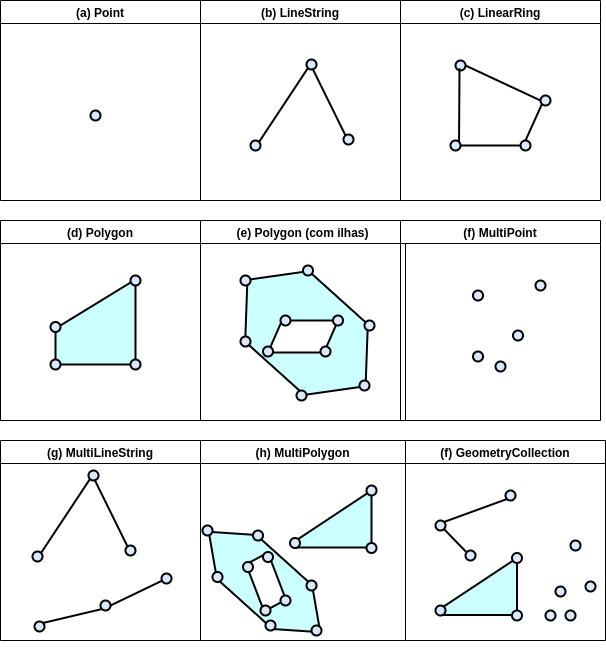 (a) Point
(b) LineString
(c) LinearRing
(d) Polygon
(e) Polygon (com ilhas)
(f) MultiPoint
(g) MultiLineString
(h) MultiPolygon
(f) GeometryCollection